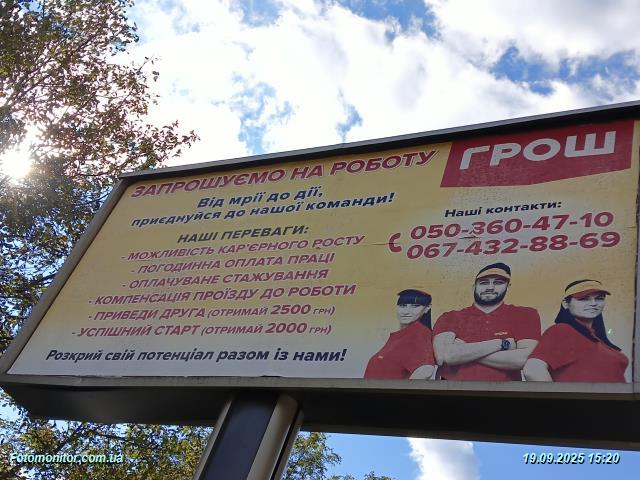 ЗАПРОШУЄМО НА РОБОТУ
ГРОШ
Від мрії до дії,
приєднуйся до нашої команди!
НАШІ ПЕРЕВАГИ:
- МОЖЛИВІСТЬ КАР'ЄРНОГО РОСТУ
- ПОГОДИННА ОПЛАТА ПРАЦІ
- ОПЛАЧУВАНЕ СТАЖУВАННЯ
- КОМПЕНСАЦІЯ ПРОЇЗДУ ДО РОБОТИ
- ПРИВЕДИ ДРУГА (ОТРИМАЙ 2500 ГРН)
- УСПІШНИЙ СТАРТ (ОТРИМАЙ 2000 ГРН)
Розкрий свій потенціал разом із нами!
Наші контакти:
050-360-47-10
067-432-88-69
Fotomonitor.com.ua
19.09.2025 15:20